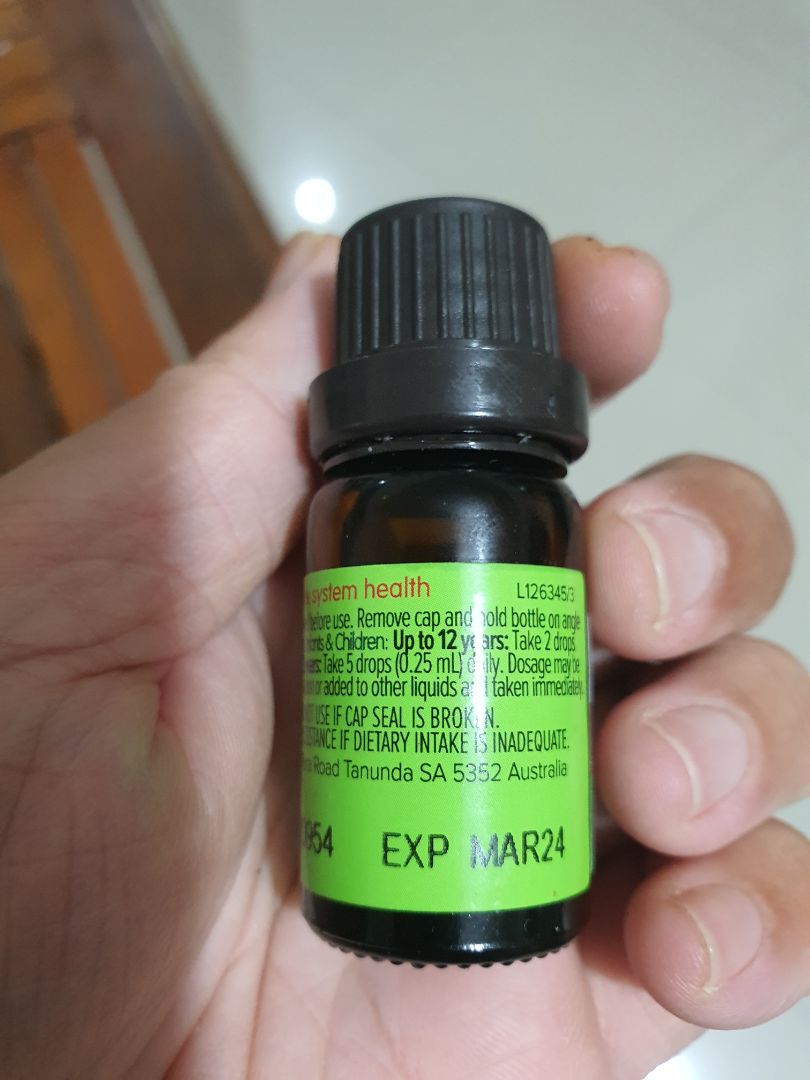 system health L126345/3
before use. Remove cap and hold bottle on angle
& Children: Up to 12 years: Take 2 drops.
Take 5 drops (0.25 mL) daily. Dosage may be
or added to other liquids and taken immediately.
USE IF CAP SEAL IS BROKEN.
IF DIETARY INTAKE IS INADEQUATE.
Road Tanunda SA 5352 Australia
954 EXP MAR24